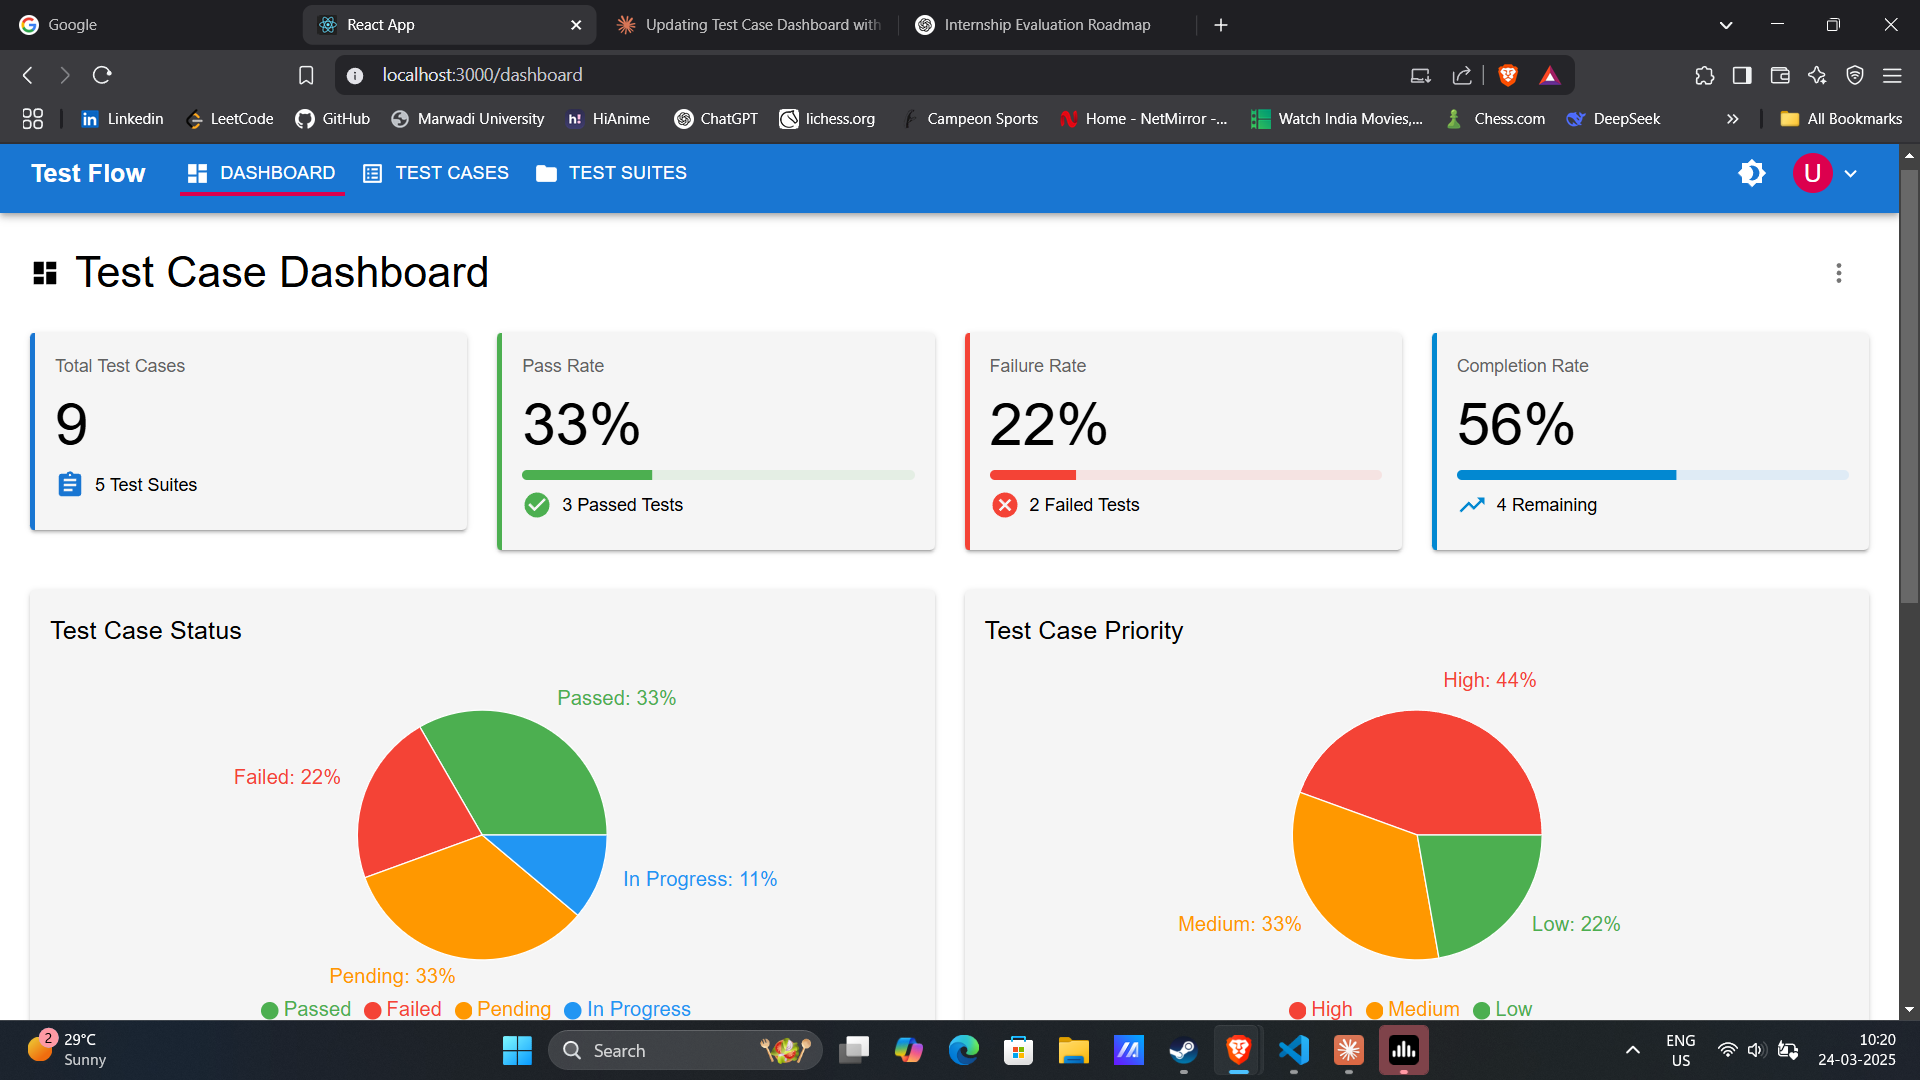 Google
React App
Updating Test Case Dashboard with
Internship Evaluation Roadmap
localhost:3000/dashboard
in Linkedin
LeetCode
GitHub
Marwadi University
h! HiAnime
ChatGPT
lichess.org
Campeon Sports
N Home - NetMirror -...
Watch India Movies,...
Chess.com
DeepSeek
All Bookmarks
Test Flow
DASHBOARD
TEST CASES
TEST SUITES
U
Test Case Dashboard
Total Test Cases
9
5 Test Suites
Pass Rate
33%
3 Passed Tests
Failure Rate
22%
2 Failed Tests
Completion Rate
56%
4 Remaining
Test Case Status
Passed: 33%
Failed: 22%
In Progress: 11%
Pending: 33%
Passed Failed Pending In Progress
Test Case Priority
High: 44%
Medium: 33%
Low: 22%
High Medium Low
2
29°C
Sunny
Search
ENG
US
10:20
24-03-2025